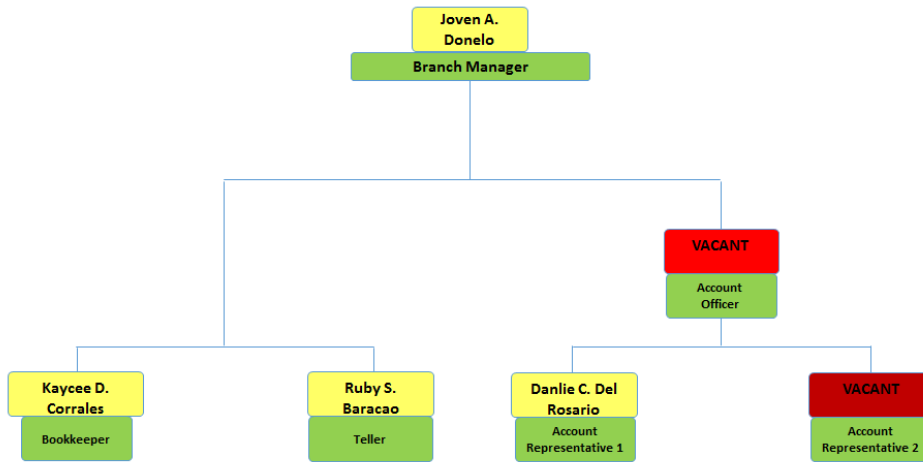 Joven A.
Donelo
Branch Manager
VACANT
Account
Officer
Kaycee D.
Corrales
Bookkeeper
Ruby S.
Baracao
Teller
Danlie C. Del
Rosario
Account
Representative 1
VACANT
Account
Representative 2